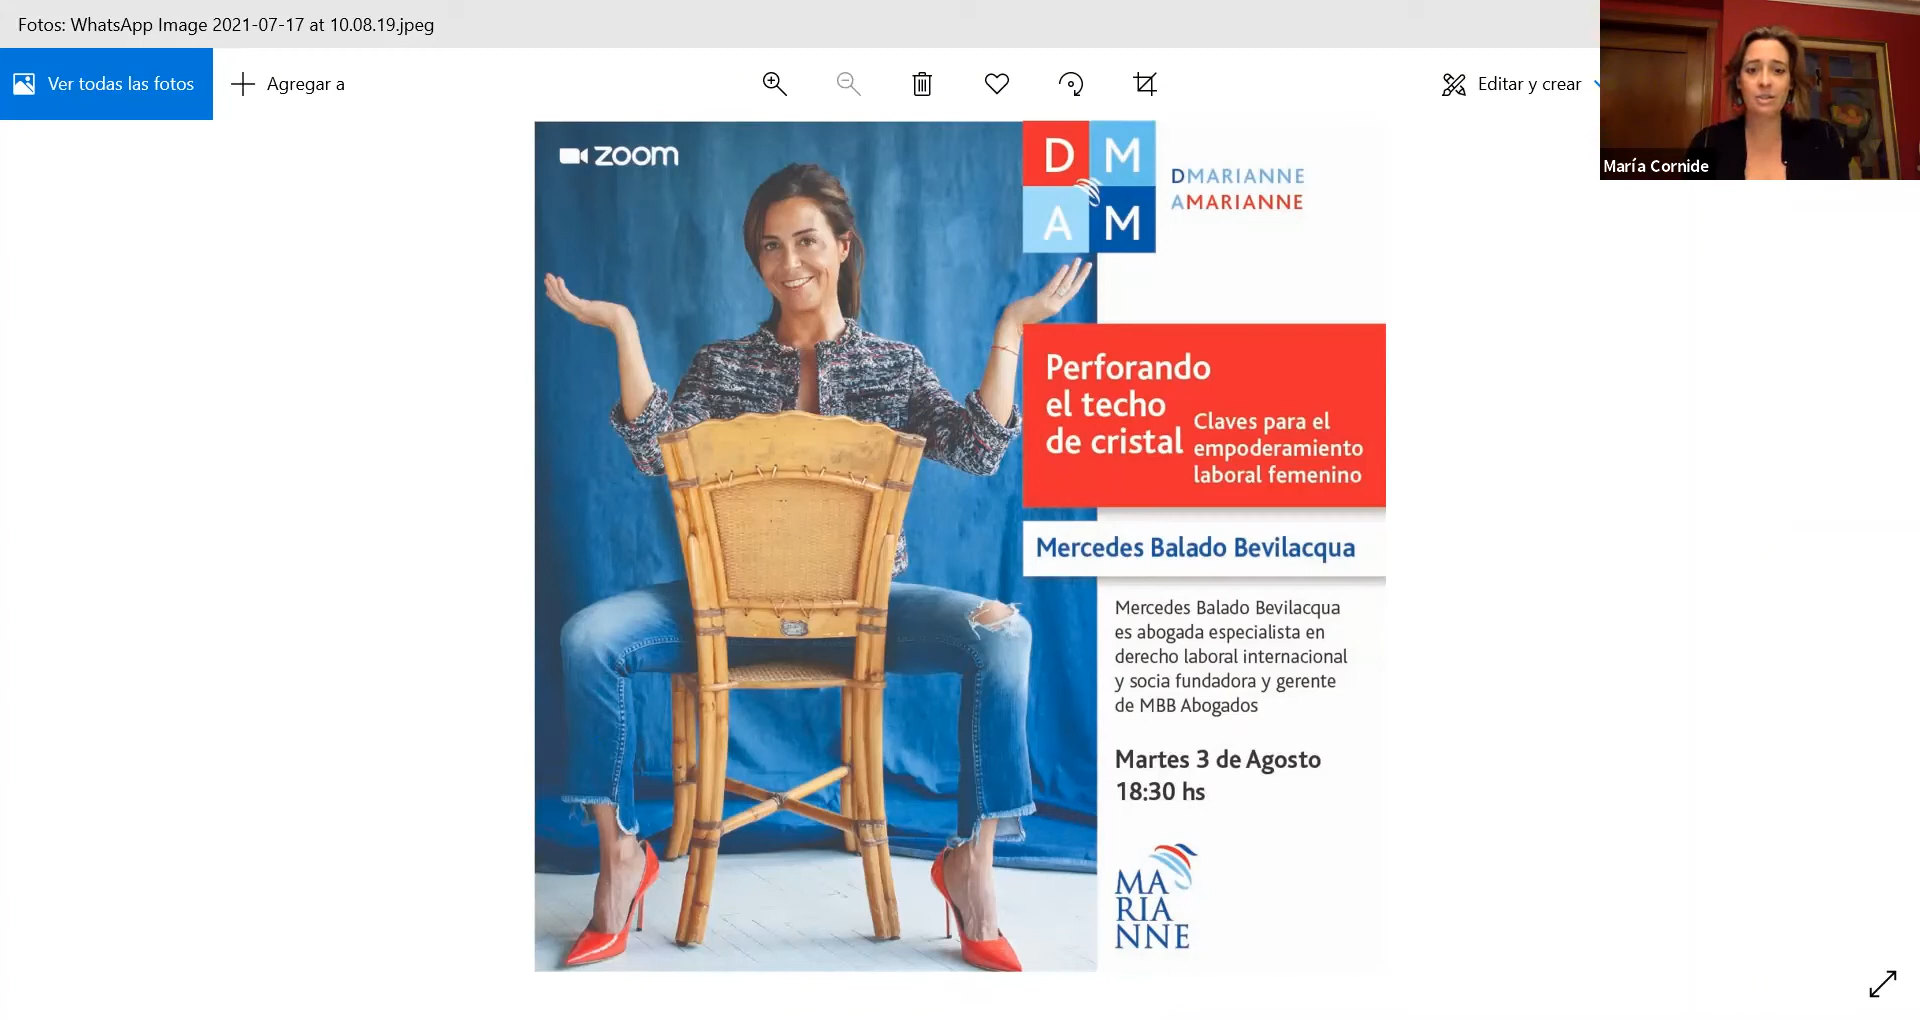 Fotos: WhatsApp Image 2021-07-17 at 10.08.19.jpeg
Ver todas las fotos
Agregar a
Editar y crear
María Cornide
zoom
D M
A M
DMARIANNE
AMARIANNE
Perforando
el techo
de cristal
Claves para el
empoderamiento
laboral femenino
Mercedes Balado Bevilacqua
Mercedes Balado Bevilacqua
es abogada especialista en
derecho laboral internacional
y socia fundadora y gerente
de MBB Abogados
Martes 3 de Agosto
18:30 hs
MA
RIA
NNE